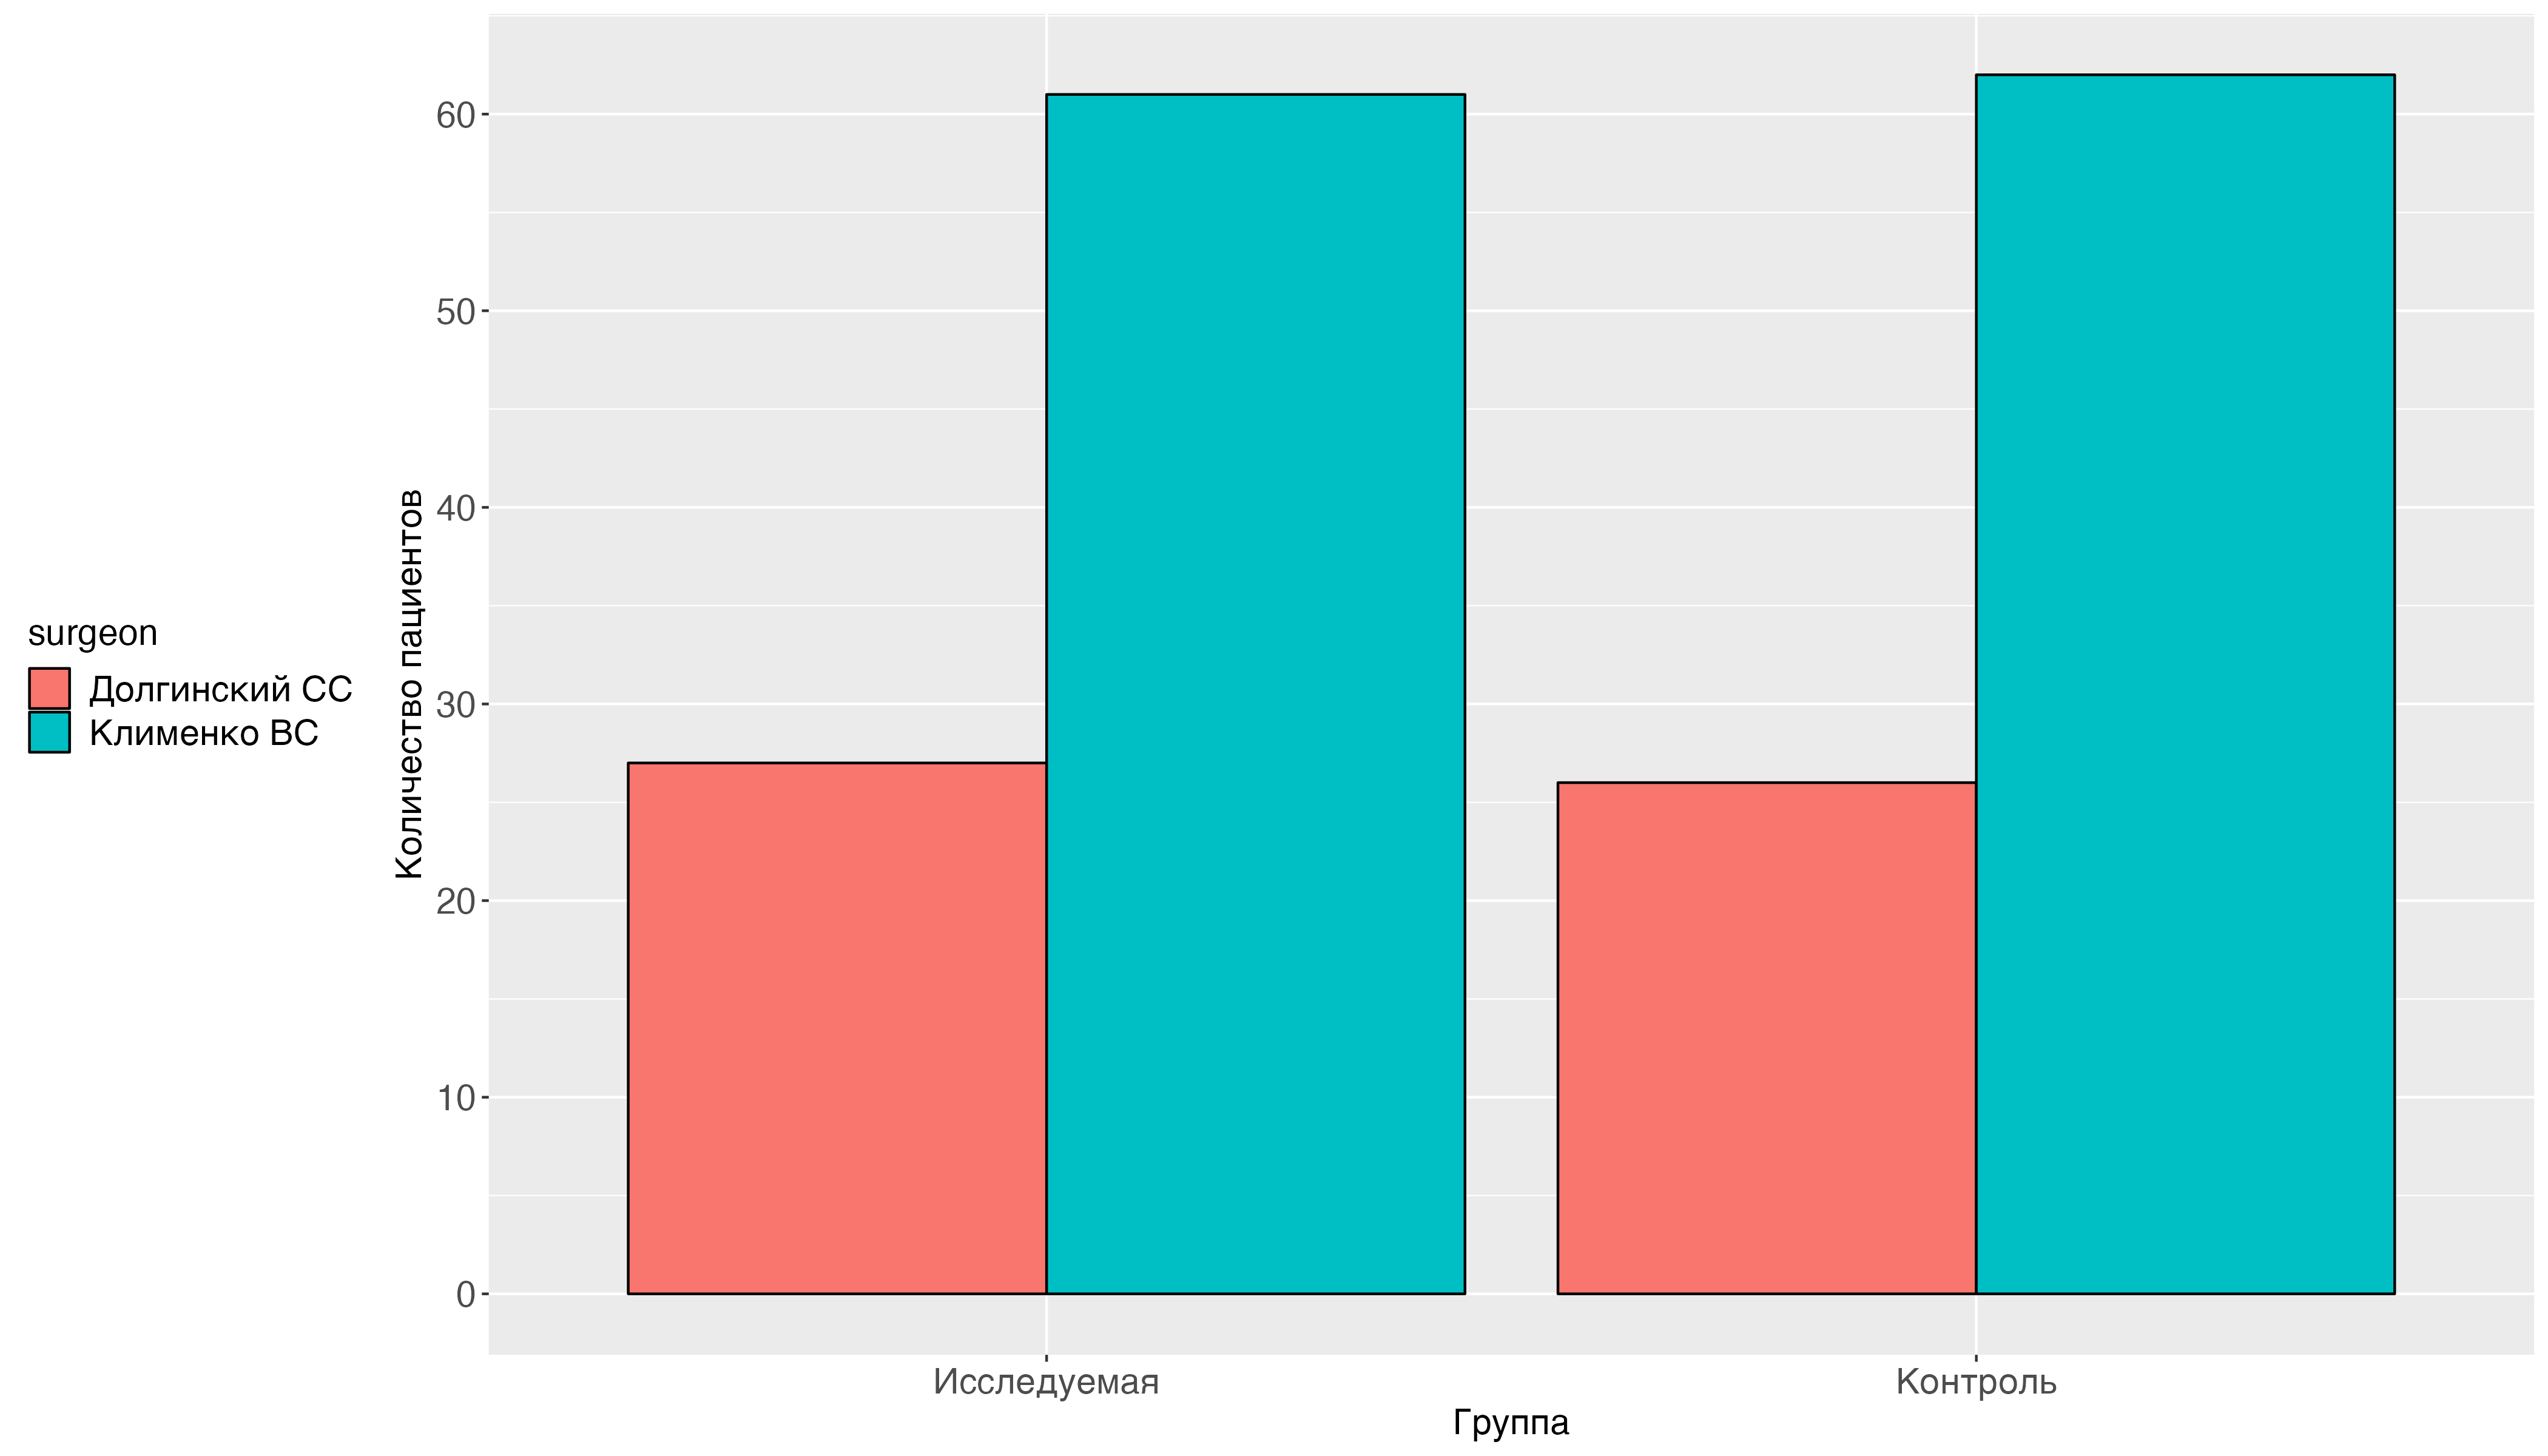 surgeon
Долгинский СС
Клименко ВС
Количество пациентов
60
50
40
30
20
10
0
Исследуемая
Контроль
Группа